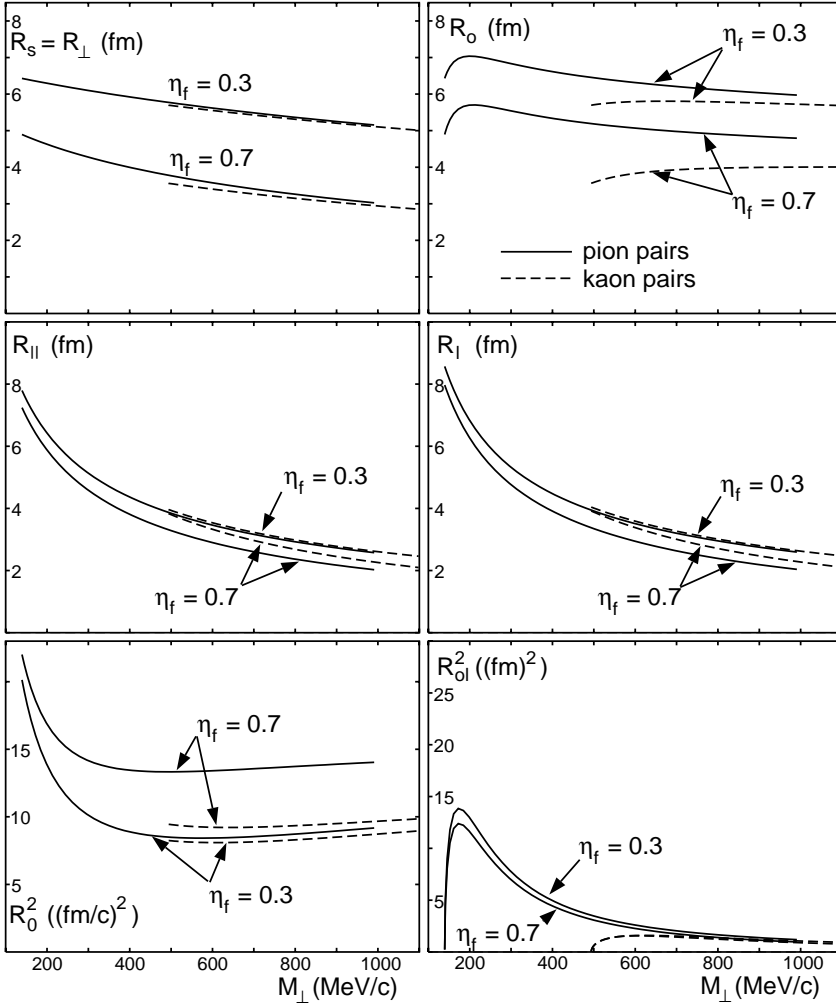 8
R_s = R_⊥ (fm)
η_f = 0.3
6
η_f = 0.7
4
2
8
R_o
η_f = 0.3
6
4
η_f = 0.7
2
pion pairs
kaon pairs
R_|| (fm)
8
6
η_f = 0.3
4
2
η_f = 0.7
R_l (fm)
8
6
η_f = 0.3
4
2
η_f = 0.7
η_f = 0.7
15
10
5
η_f = 0.3
R_0^2 ((fm/c)^2)
200 400 600 800 1000
M_⊥ (MeV/c)
R_ol^2 ((fm)^2)
25
20
15
10
η_f = 0.3
5
η_f = 0.7
200 400 600 800 1000
M_⊥ (MeV/c)